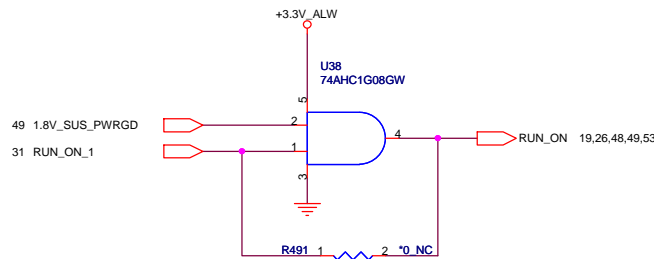 +3.3V_ALW
U38
74AHC1G08GW
5
49 1.8V_SUS_PWRGD 2
4 RUN_ON 19,26,48,49,53
31 RUN_ON_1 1
3
R491 1 2 *0_NC